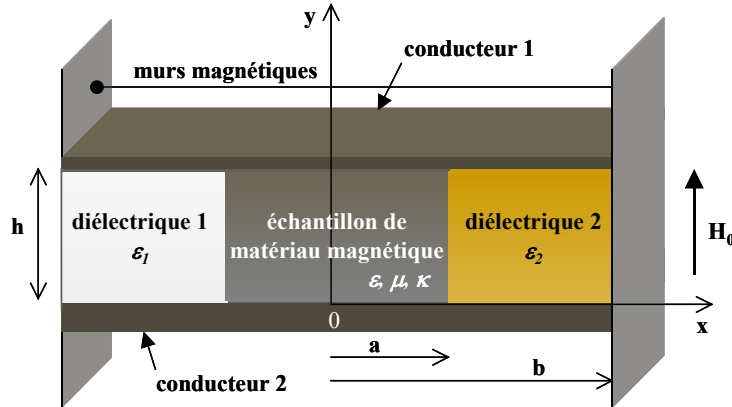 y
conducteur 1
murs magnétiques
h
diélectrique 1
ε1
échantillon de
matériau magnétique
ε, μ, κ
diélectrique 2
ε2
H0
0
x
a
b
conducteur 2